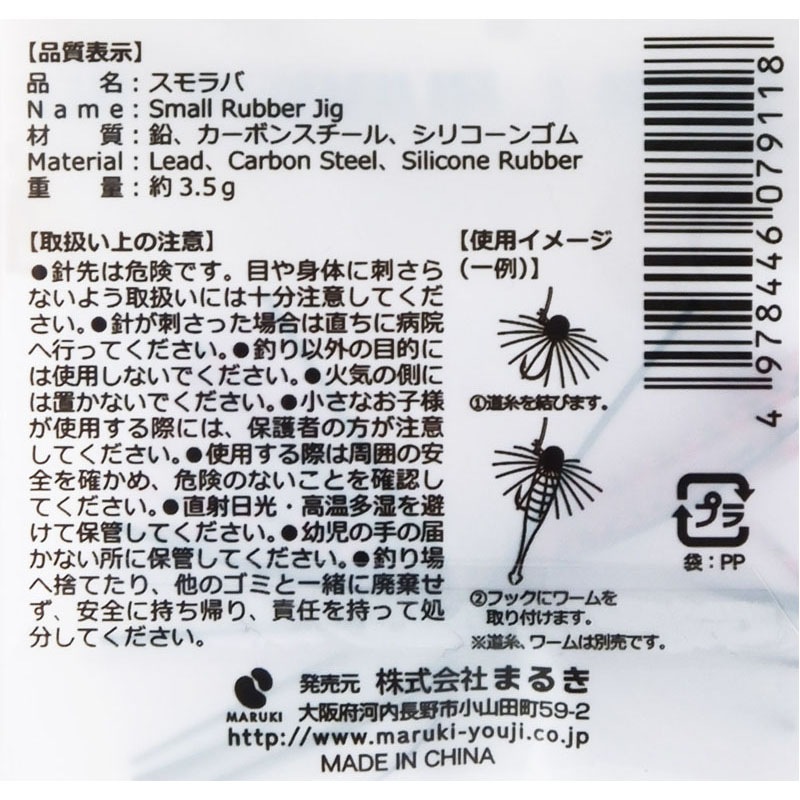 【品質表示】
品　　名：スモラバ
Name：Small Rubber Jig
材　　質：鉛、カーボンスチール、シリコーンゴム
Material：Lead、Carbon Steel、Silicone Rubber
重　　量：約3.5g
【取扱い上の注意】
●針先は危険です。目や身体に刺さら
ないよう取扱いには十分注意してくだ
さい。●針が刺さった場合は直ちに病院
へ行ってください。●釣り以外の目的に
は使用しないでください。●火気の側に
は置かないでください。●小さなお子様
が使用する際には、保護者の方が注意
してください。●使用する際は周囲の安
全を確かめ、危険のないことを確認し
てください。●直射日光・高温多湿を避
けて保管してください。●幼児の手の届
かない所に保管してください。●釣り場
へ捨てたり、他のゴミと一緒に廃棄せ
ず、安全に持ち帰り、責任を持って処
分してください。
【使用イメージ
（一例）】
①道糸を結びます。
②フックにワームを
取り付けます。
※道糸、ワームは別売です。
4978446079118
プラ
袋：PP
MARUKI
発売元 株式会社まるき
大阪府河内長野市小山田町59-2
http://www.maruki-youji.co.jp
MADE IN CHINA